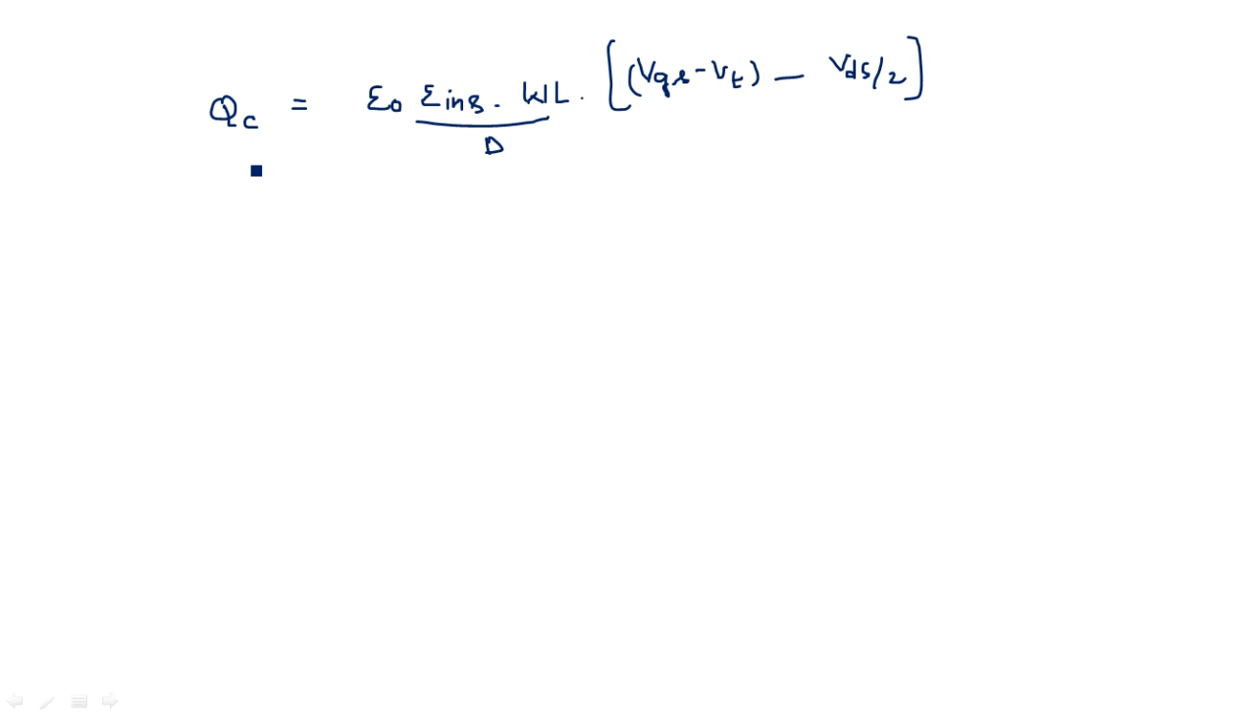 Qc = ε₀ εins. WL. [(Vgs-Vt) — Vds/2]
D